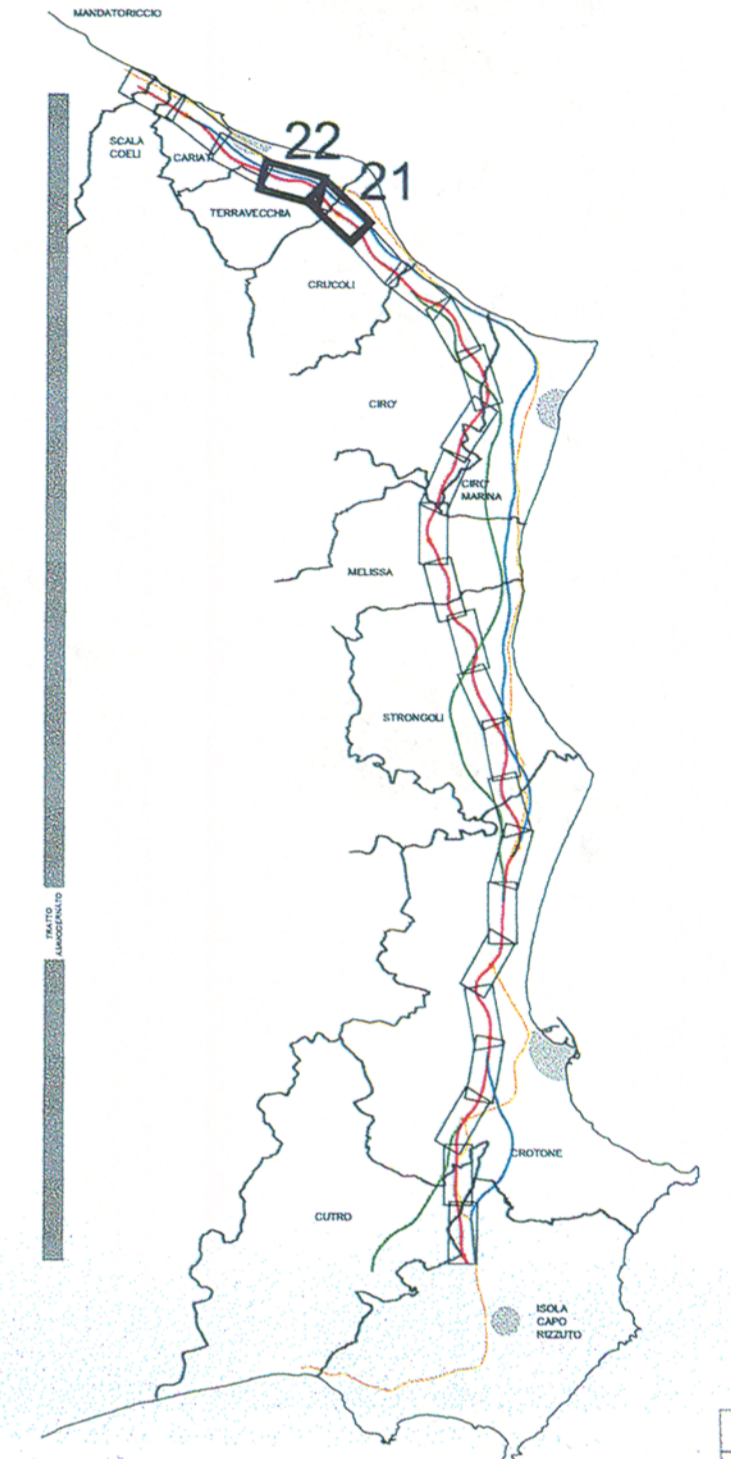 MANDATORICCIO
22
SCALA
COELI
CARIATI
21
TERRAVECCHIA
CRUCOLI
CIRO'
CIRO'
MARINA
MELISSA
STRONGOLI
TRATTO
AMMODERNATO
CROTONE
CUTRO
ISOLA
CAPO
RIZZUTO